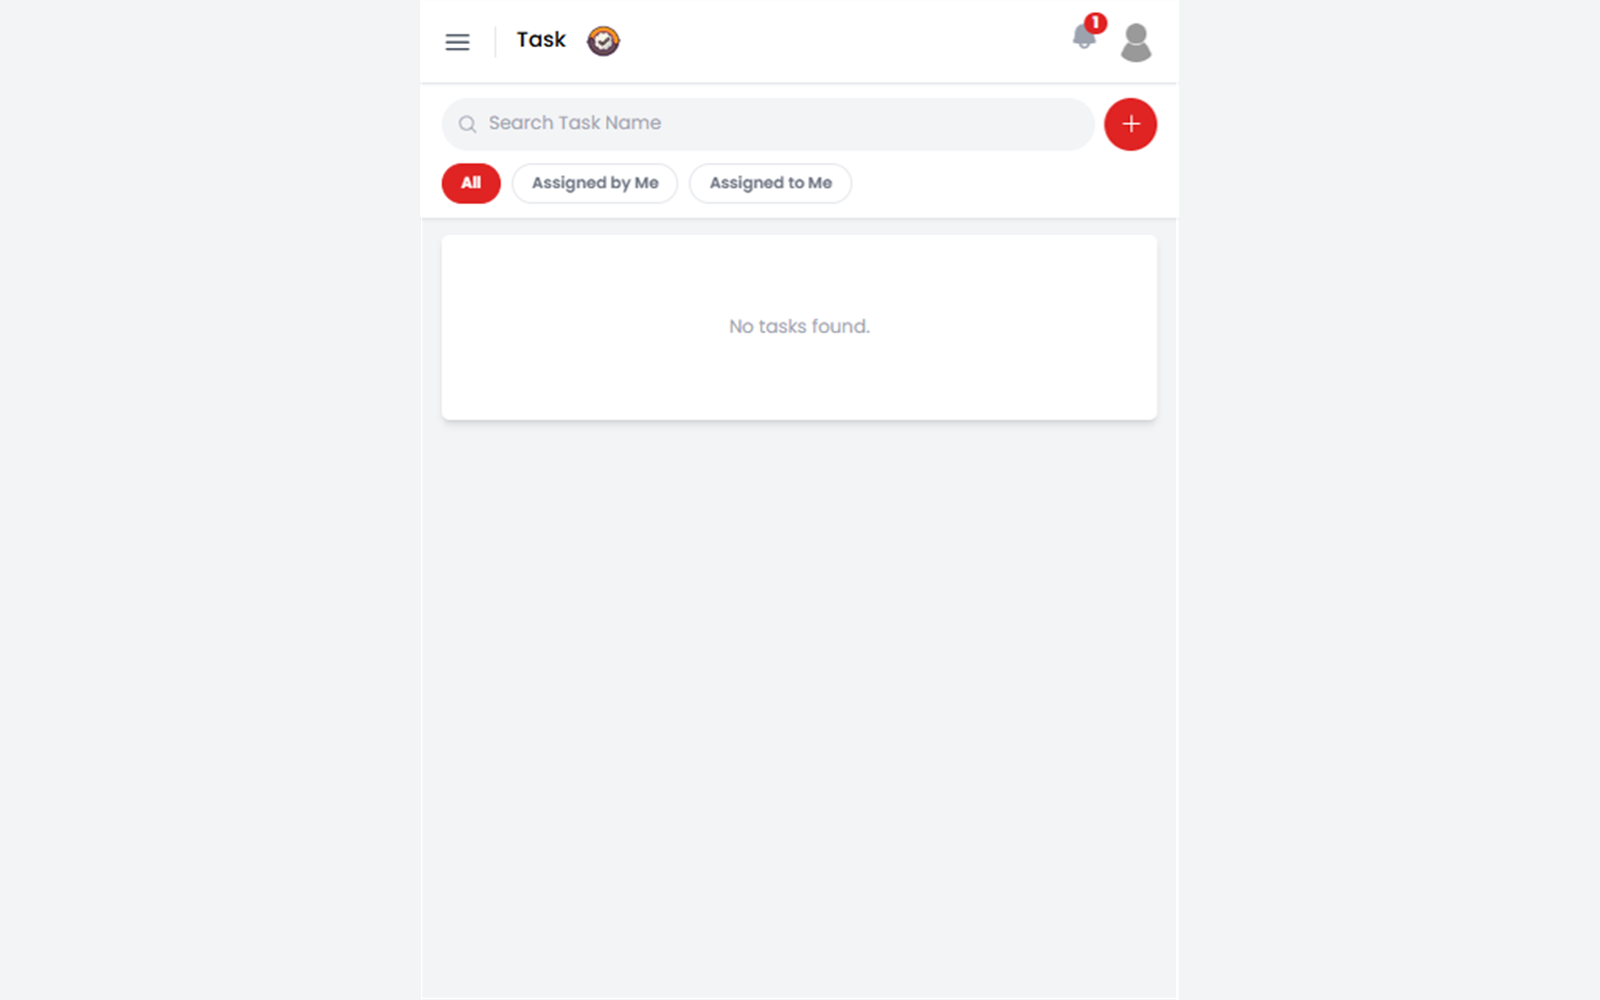 Task
1
Search Task Name
All
Assigned by Me
Assigned to Me
No tasks found.